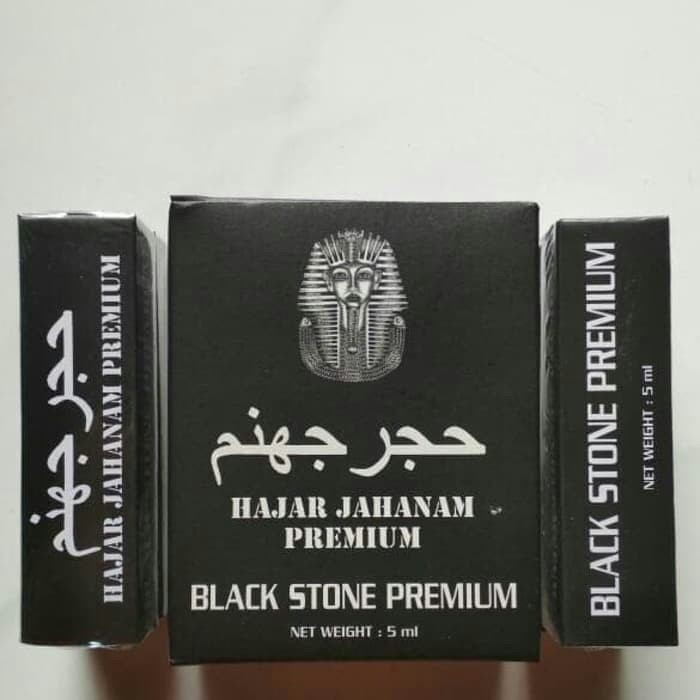 حجر جهنم
HAJAR JAHANAM PREMIUM
حجر جهنم
HAJAR JAHANAM
PREMIUM
BLACK STONE PREMIUM
NET WEIGHT : 5 ml
BLACK STONE PREMIUM
NET WEIGHT : 5 ml